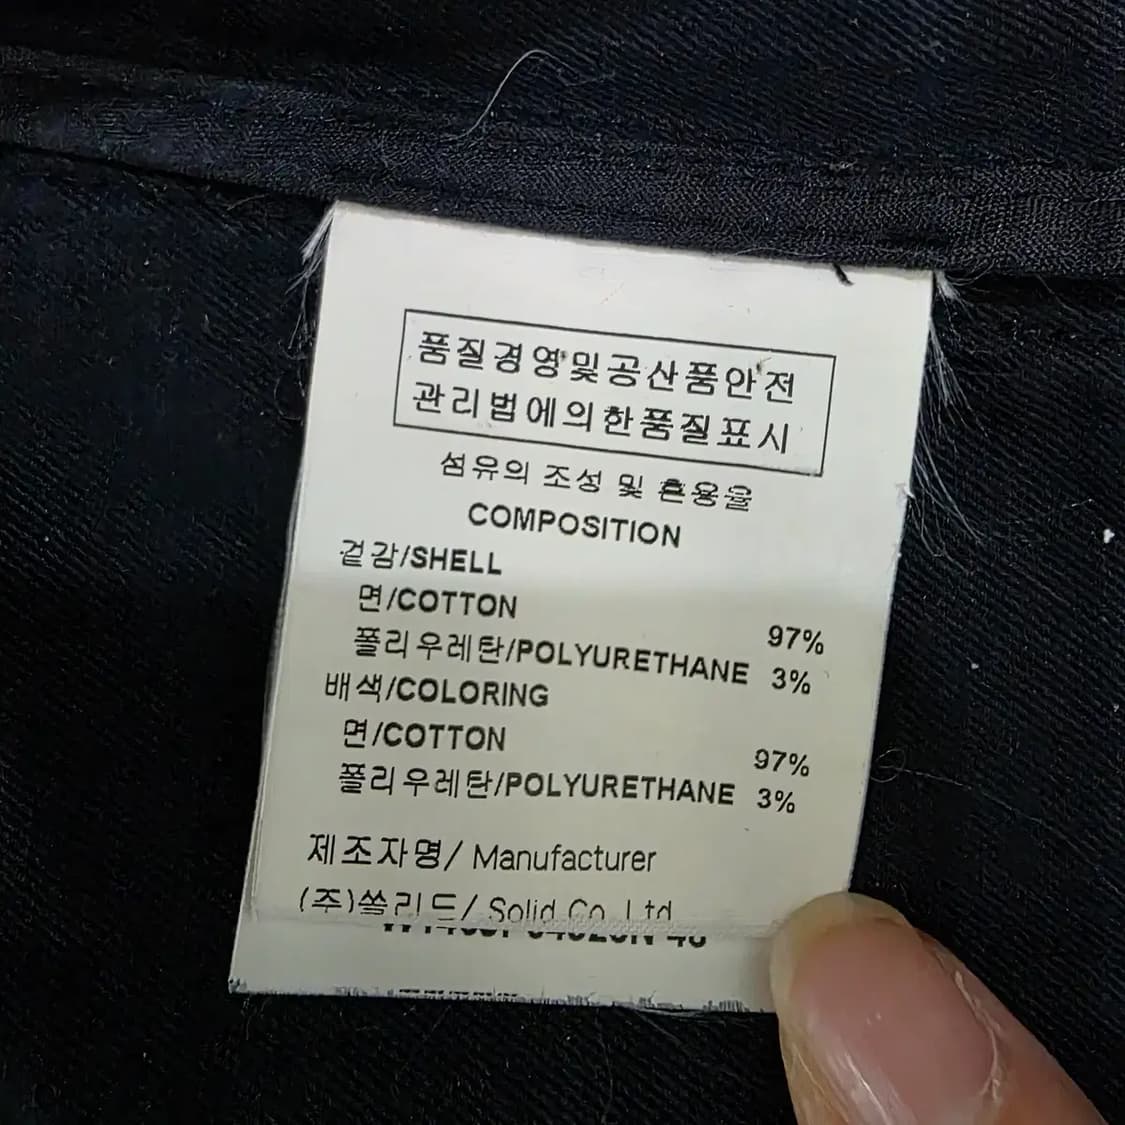 품질경영및공산품안전
관리법에의한품질표시
섬유의 조성 및 혼용율
COMPOSITION
겉감/SHELL
면/COTTON 97%
폴리우레탄/POLYURETHANE 3%
배색/COLORING
면/COTTON 97%
폴리우레탄/POLYURETHANE 3%
제조자명/ Manufacturer
(주)쏠리드/ Solid Co. Ltd